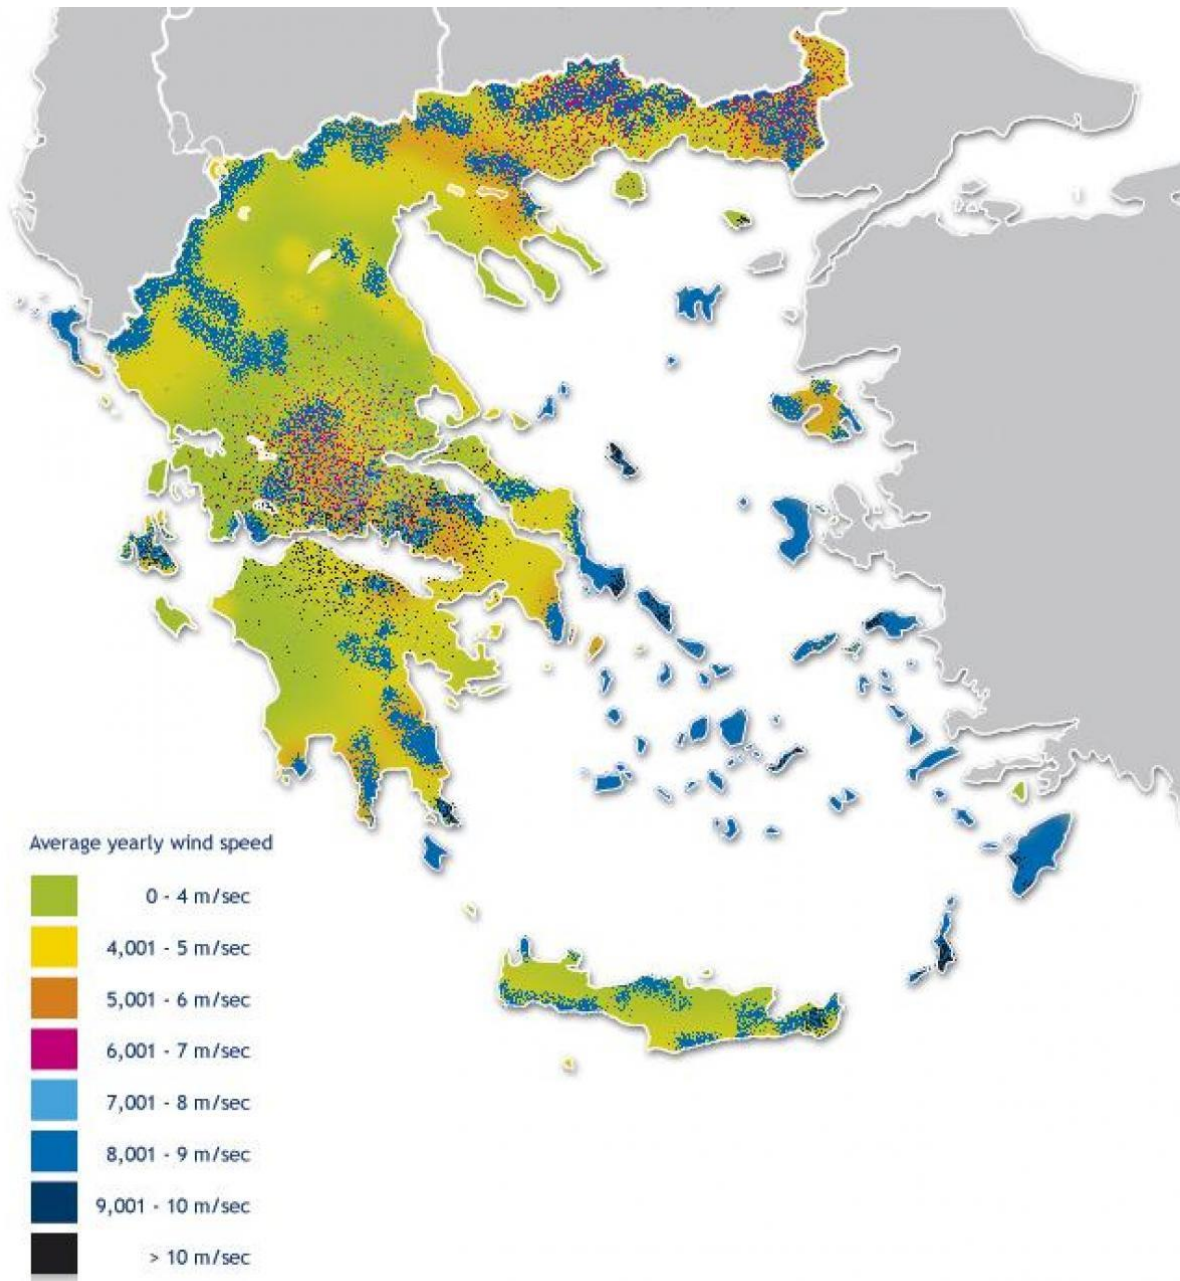 Average yearly wind speed
0 - 4 m/sec
4,001 - 5 m/sec
5,001 - 6 m/sec
6,001 - 7 m/sec
7,001 - 8 m/sec
8,001 - 9 m/sec
9,001 - 10 m/sec
> 10 m/sec